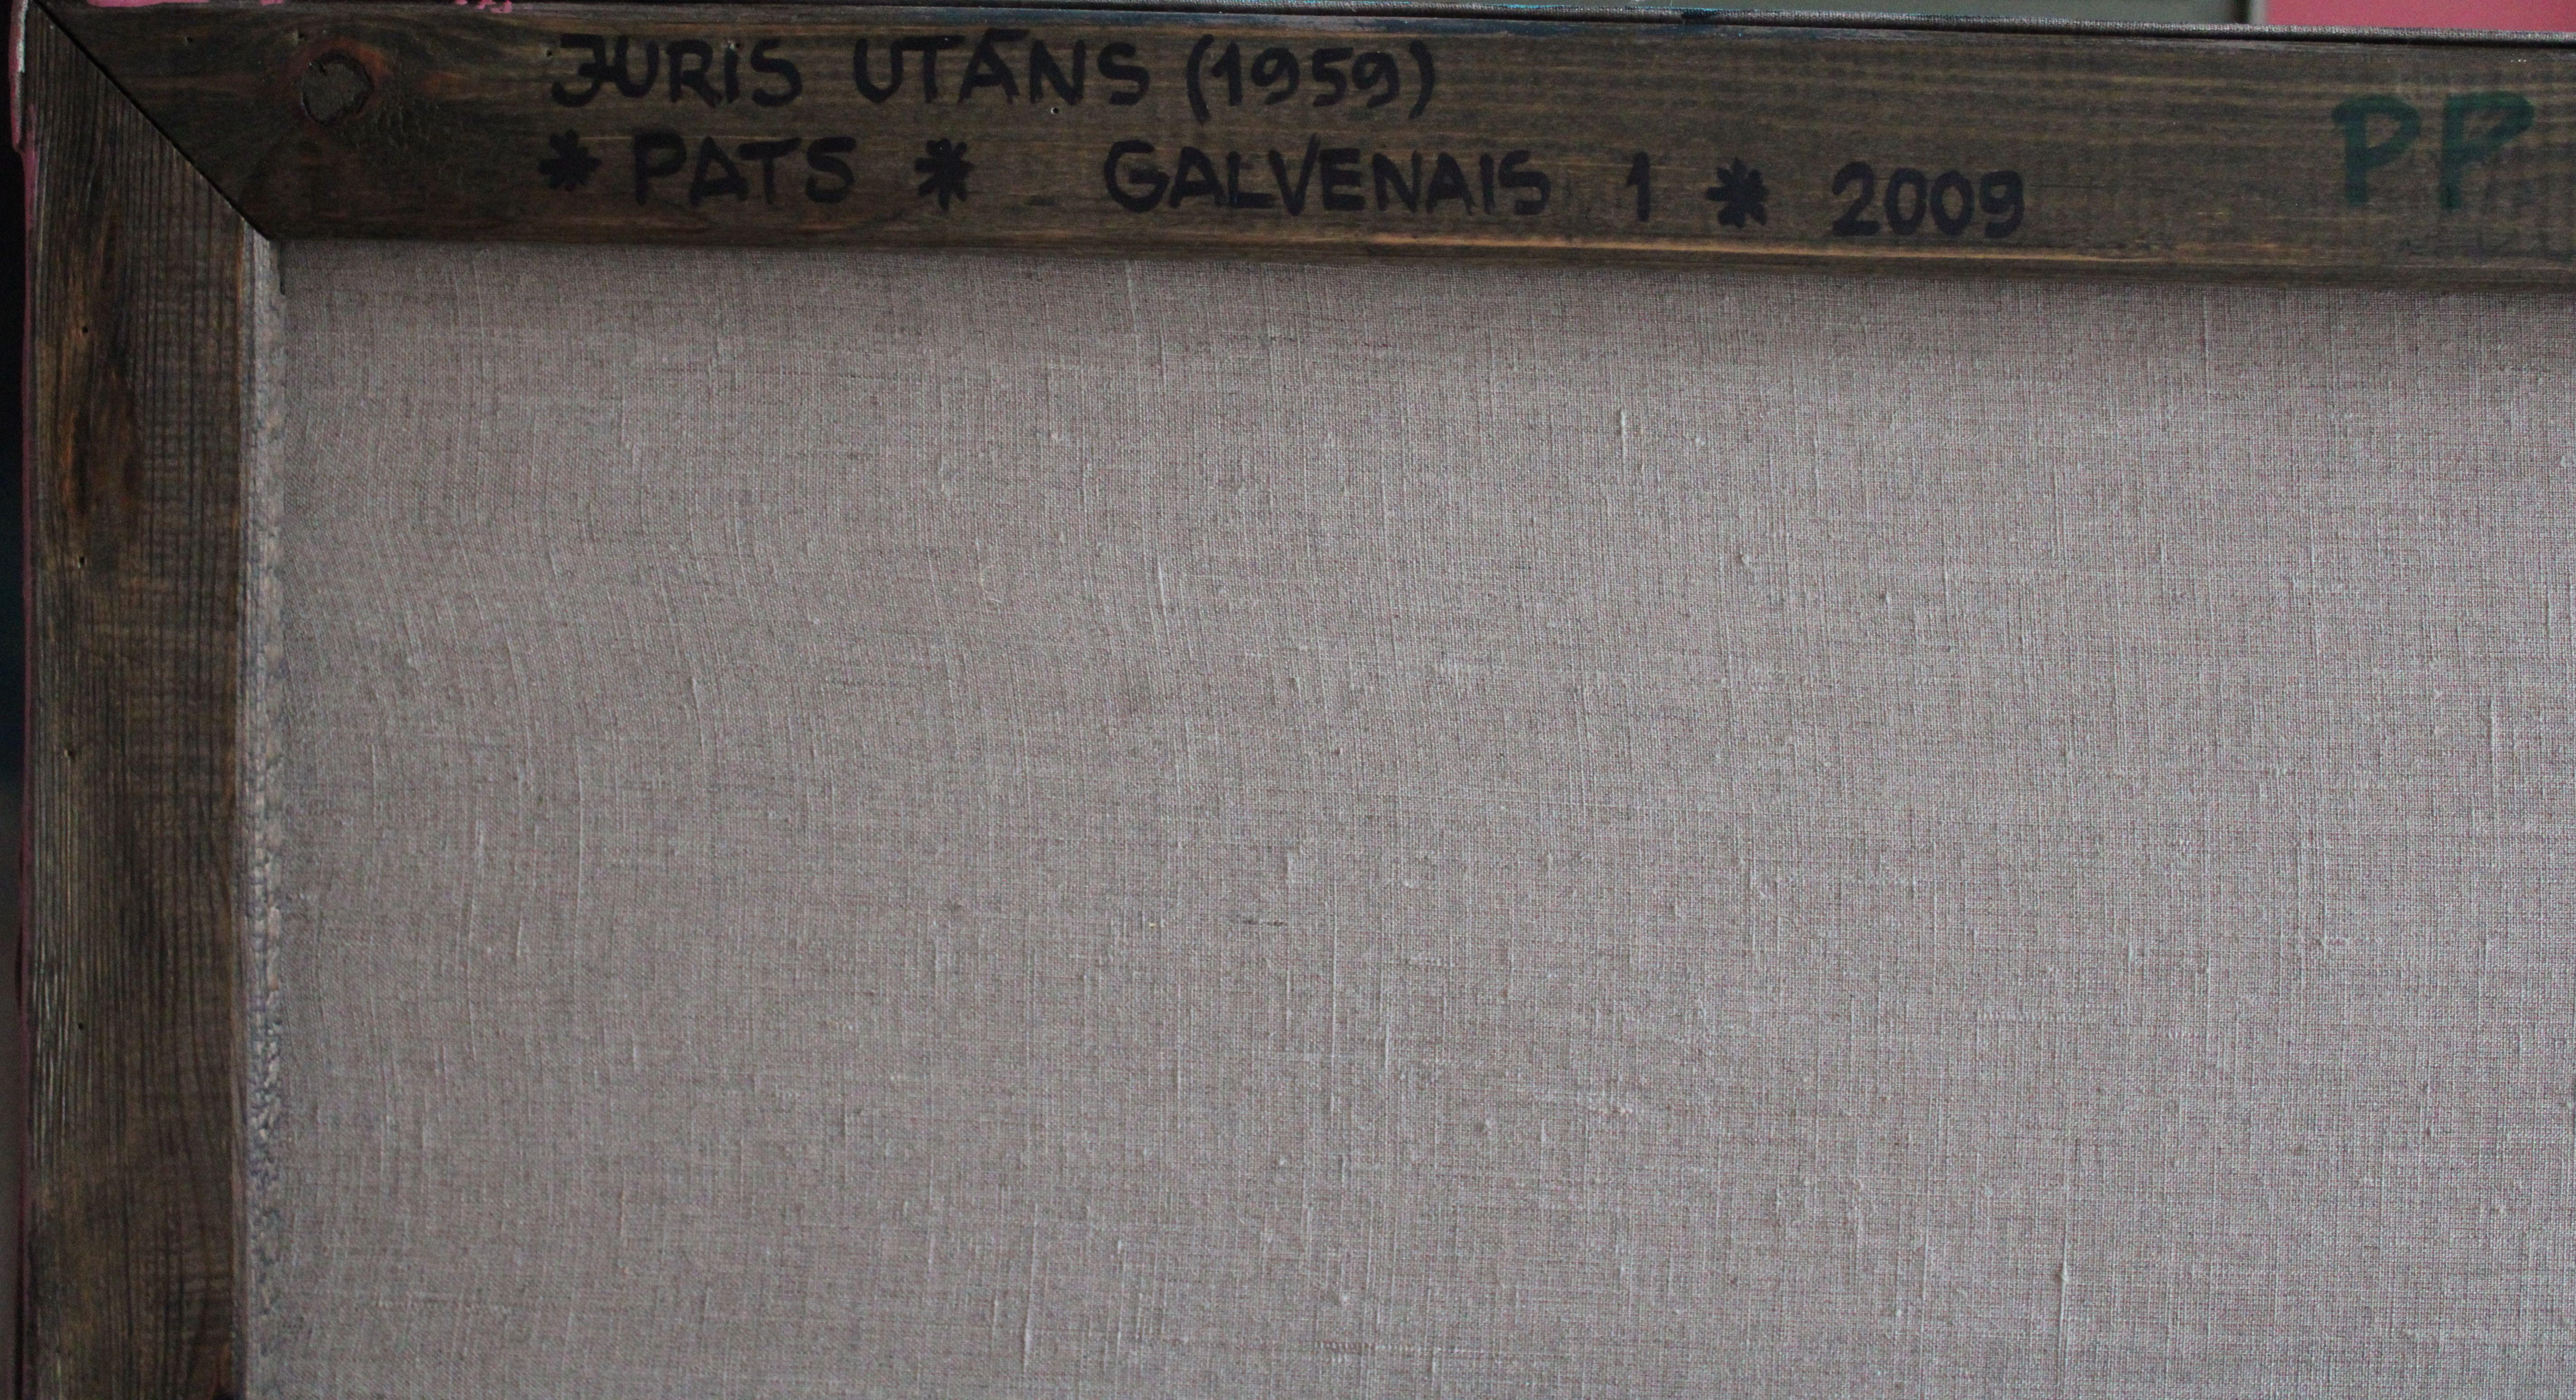 JURIS UTĀNS (1959)
* PATS * GALVENAIS 1 * 2009
PP